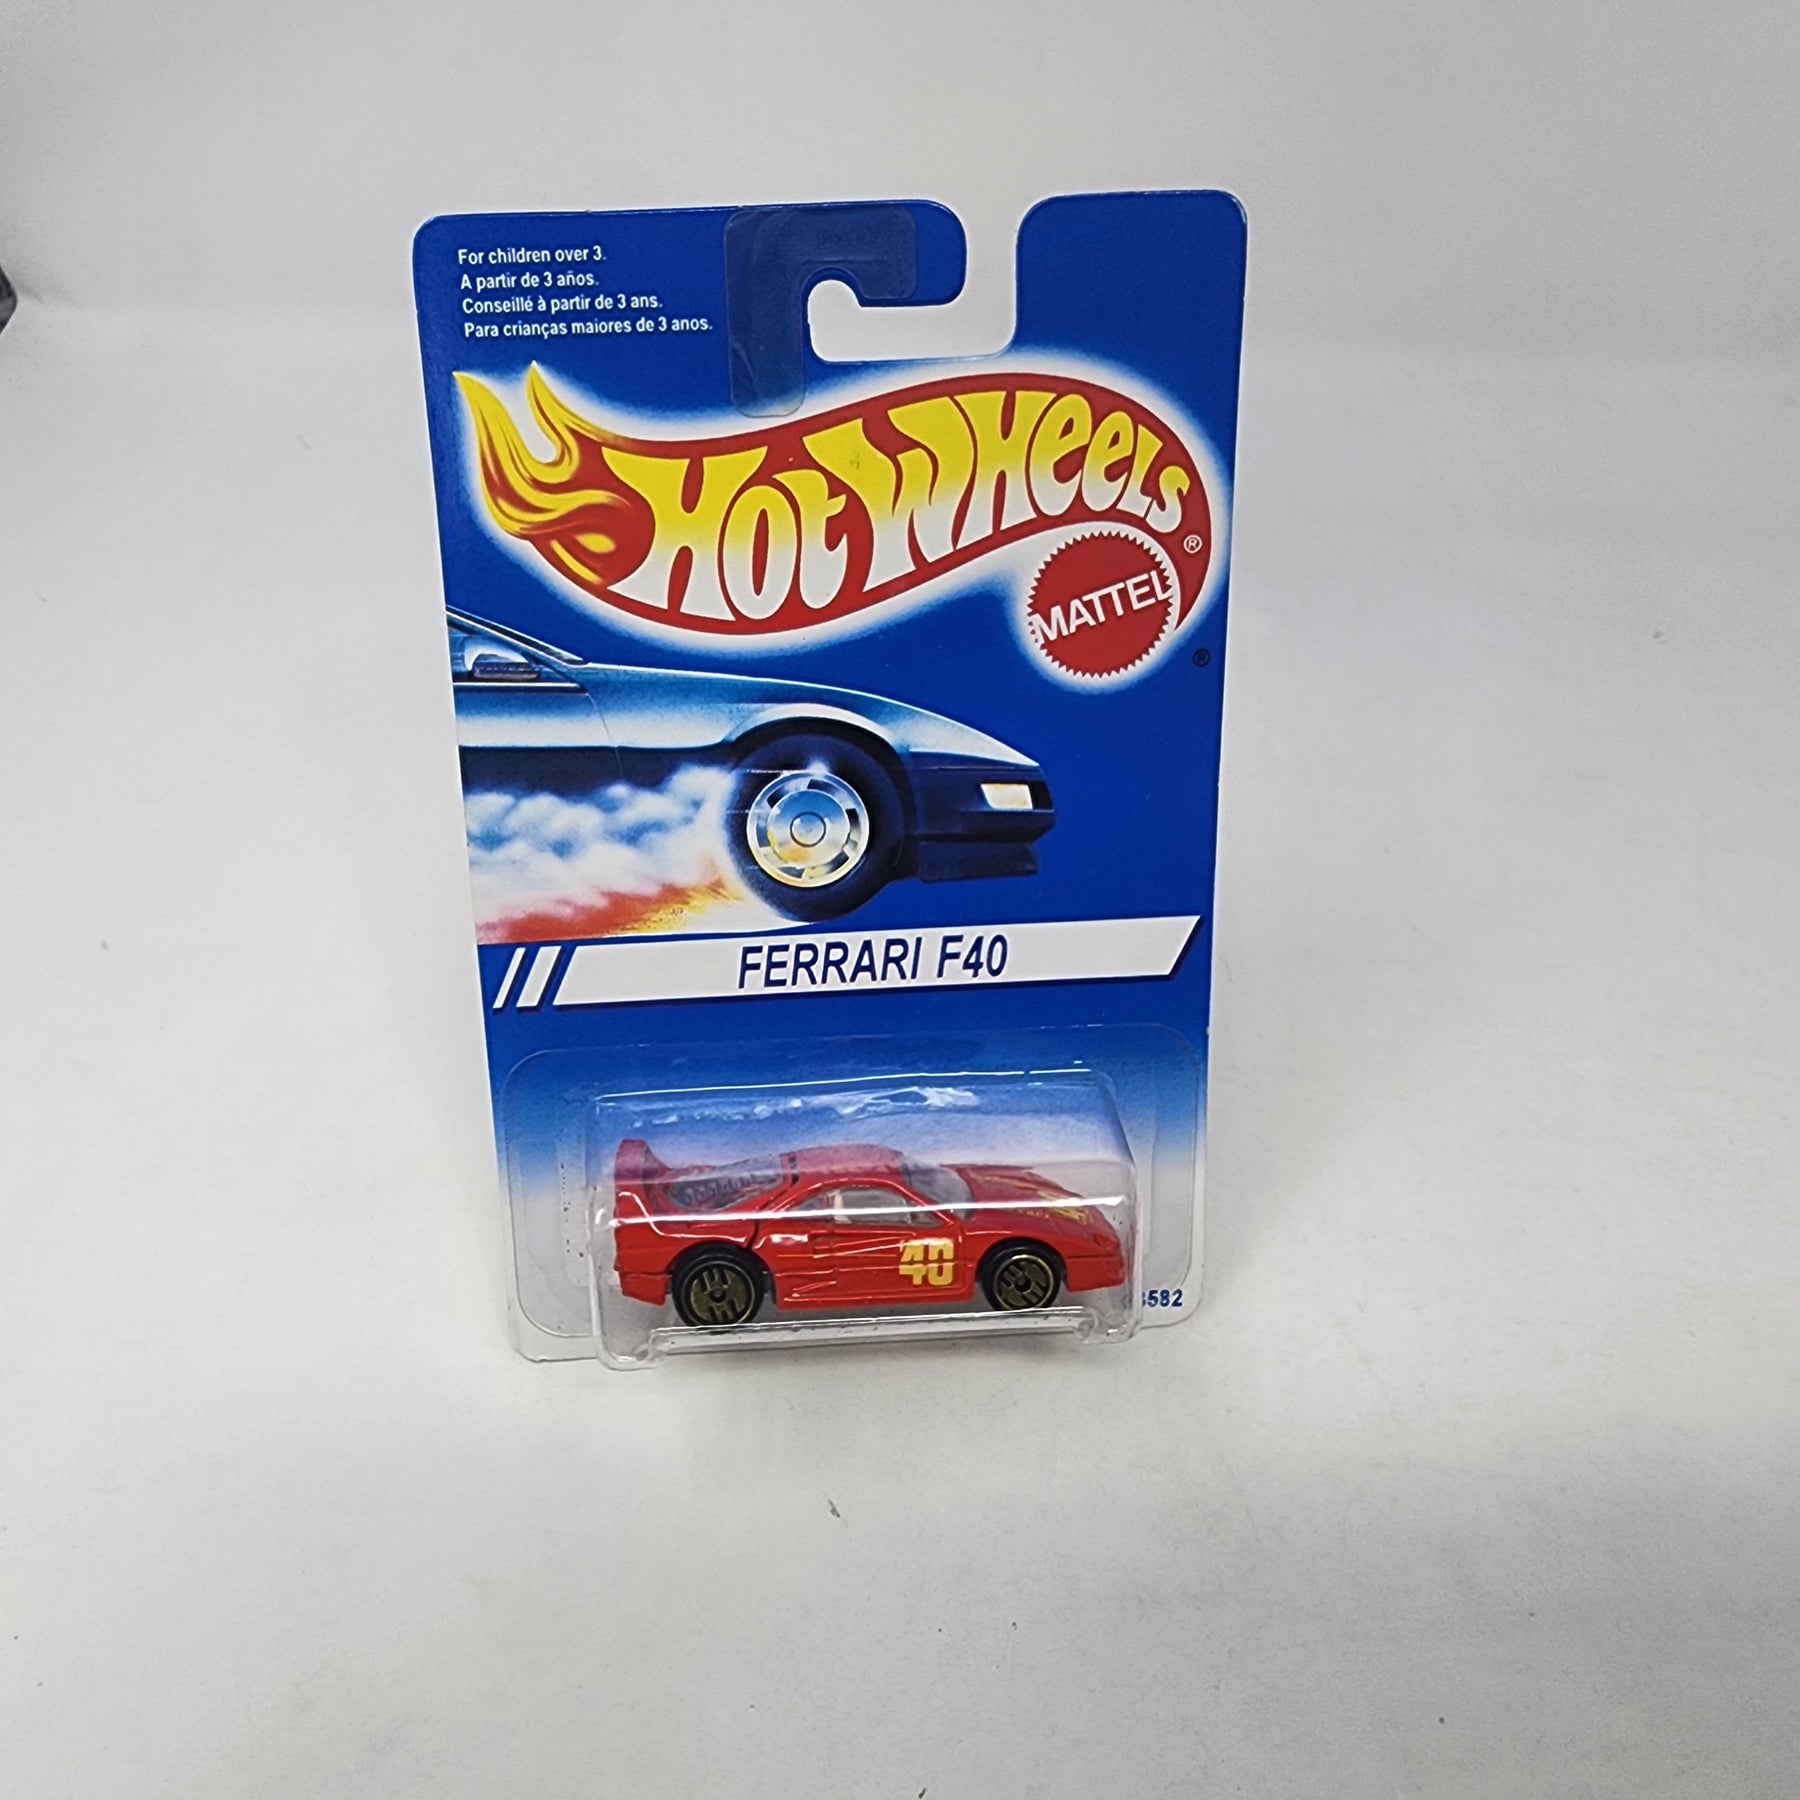 For children over 3.
A partir de 3 años.
Conseillé à partir de 3 ans.
Para crianças maiores de 3 anos.
HOT WHEELS ®
MATTEL
®
FERRARI F40
40